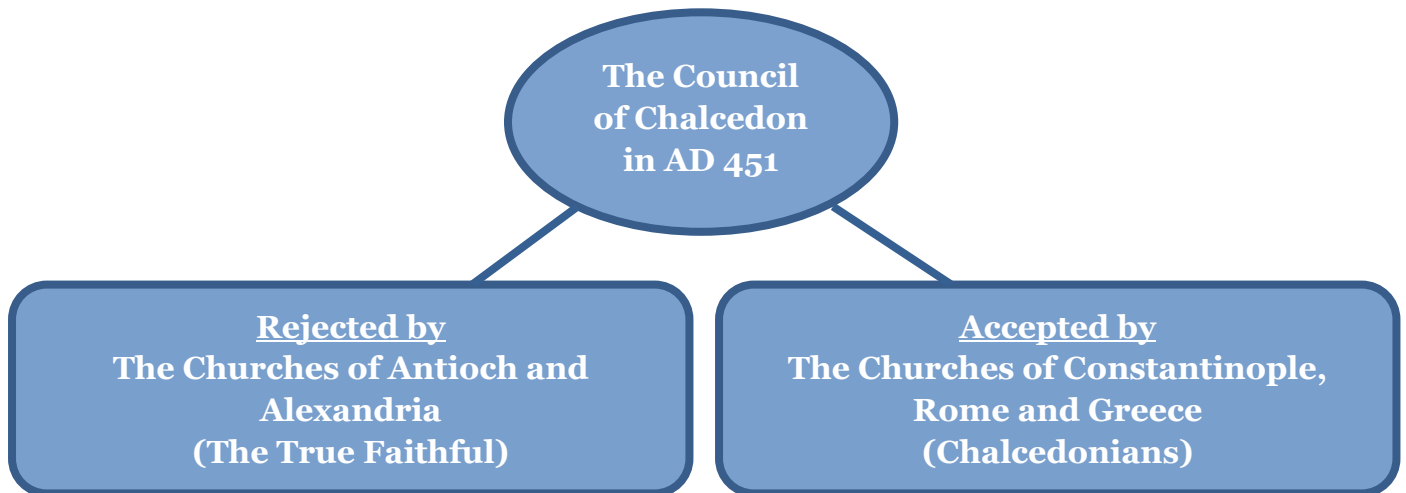 The Council
of Chalcedon
in AD 451
Rejected by
The Churches of Antioch and
Alexandria
(The True Faithful)
Accepted by
The Churches of Constantinople,
Rome and Greece
(Chalcedonians)